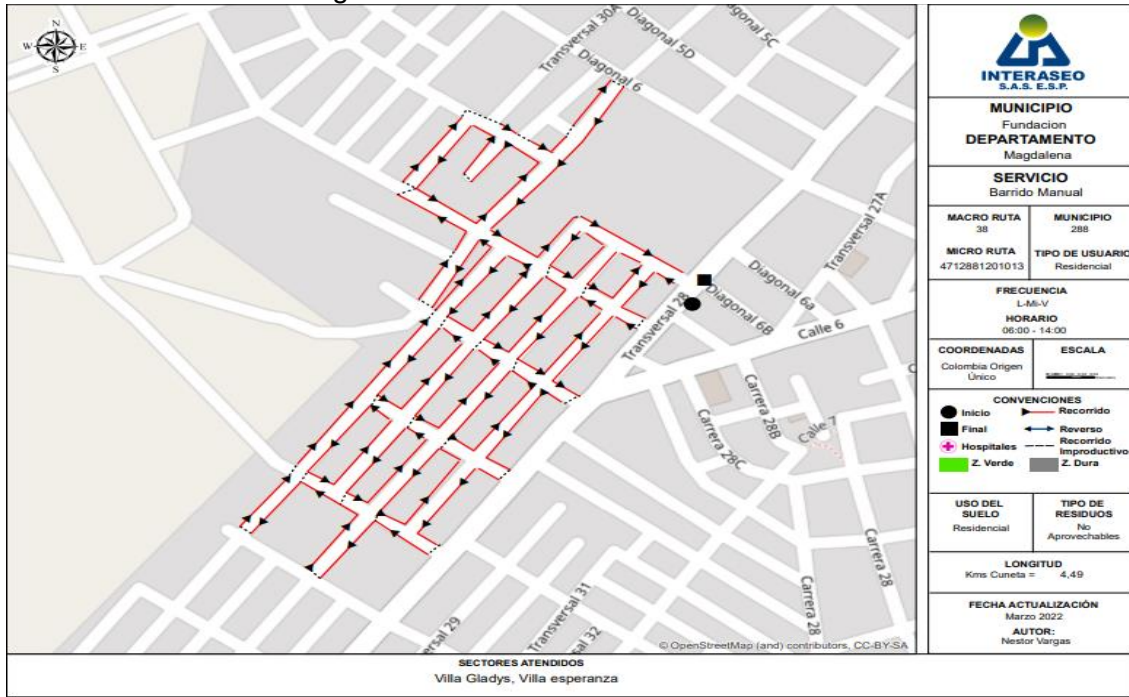 N
W E
S
Transversal 30A
Diagonal 5D
Diagonal 6
Transversal 27A
Diagonal 6a
Diagonal 6B
Transversal 28
Calle 6
Carrera 28B
Calle 7
Carrera 28C
Carrera 28
Carrera 28
Transversal 31
Transversal 32
Transversal 29
© OpenStreetMap (and) contributors, CC-BY-SA
SECTORES ATENDIDOS
Villa Gladys, Villa esperanza
INTERASEO
S.A.S. E.S.P.
MUNICIPIO
Fundacion
DEPARTAMENTO
Magdalena
SERVICIO
Barrido Manual
MACRO RUTA
38
MUNICIPIO
288
MICRO RUTA
4712881201013
TIPO DE USUARIO
Residencial
FRECUENCIA
L-Mi-V
HORARIO
06:00 - 14:00
COORDENADAS
Colombia Origen
Único
ESCALA
CONVENCIONES
Inicio
Recorrido
Final
Reverso
Hospitales
Recorrido
Improductivo
Z. Verde
Z. Dura
USO DEL
SUELO
Residencial
TIPO DE
RESIDUOS
No
Aprovechables
LONGITUD
Kms Cuneta = 4,49
FECHA ACTUALIZACIÓN
Marzo 2022
AUTOR:
Nestor Vargas